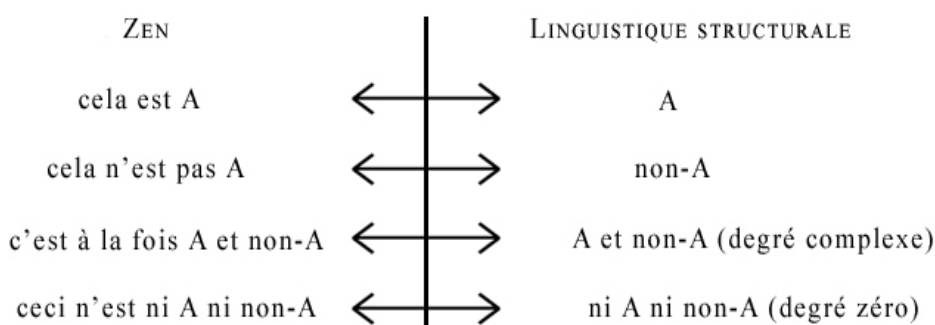 ZEN LINGUISTIQUE STRUCTURALE
cela est A A
cela n’est pas A non-A
c’est à la fois A et non-A A et non-A (degré complexe)
ceci n’est ni A ni non-A ni A ni non-A (degré zéro)